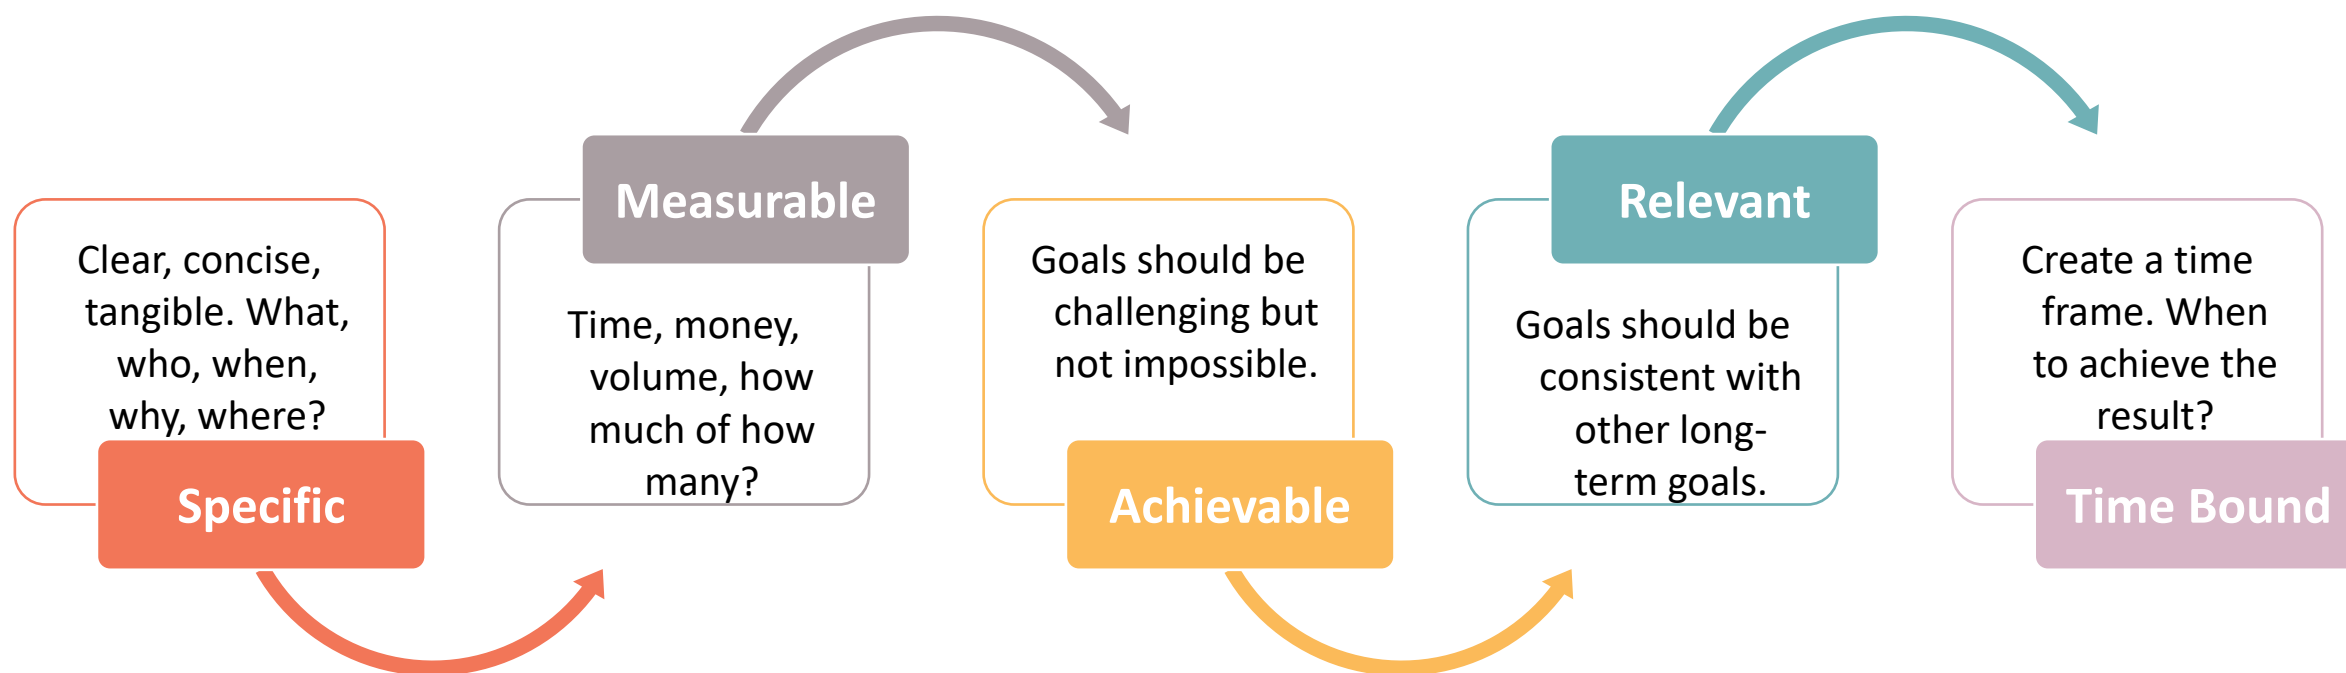 Clear, concise,
tangible. What,
who, when,
why, where?
Specific
Measurable
Time, money,
volume, how
much of how
many?
Goals should be
challenging but
not impossible.
Achievable
Relevant
Goals should be
consistent with
other long-
term goals.
Create a time
frame. When
to achieve the
result?
Time Bound